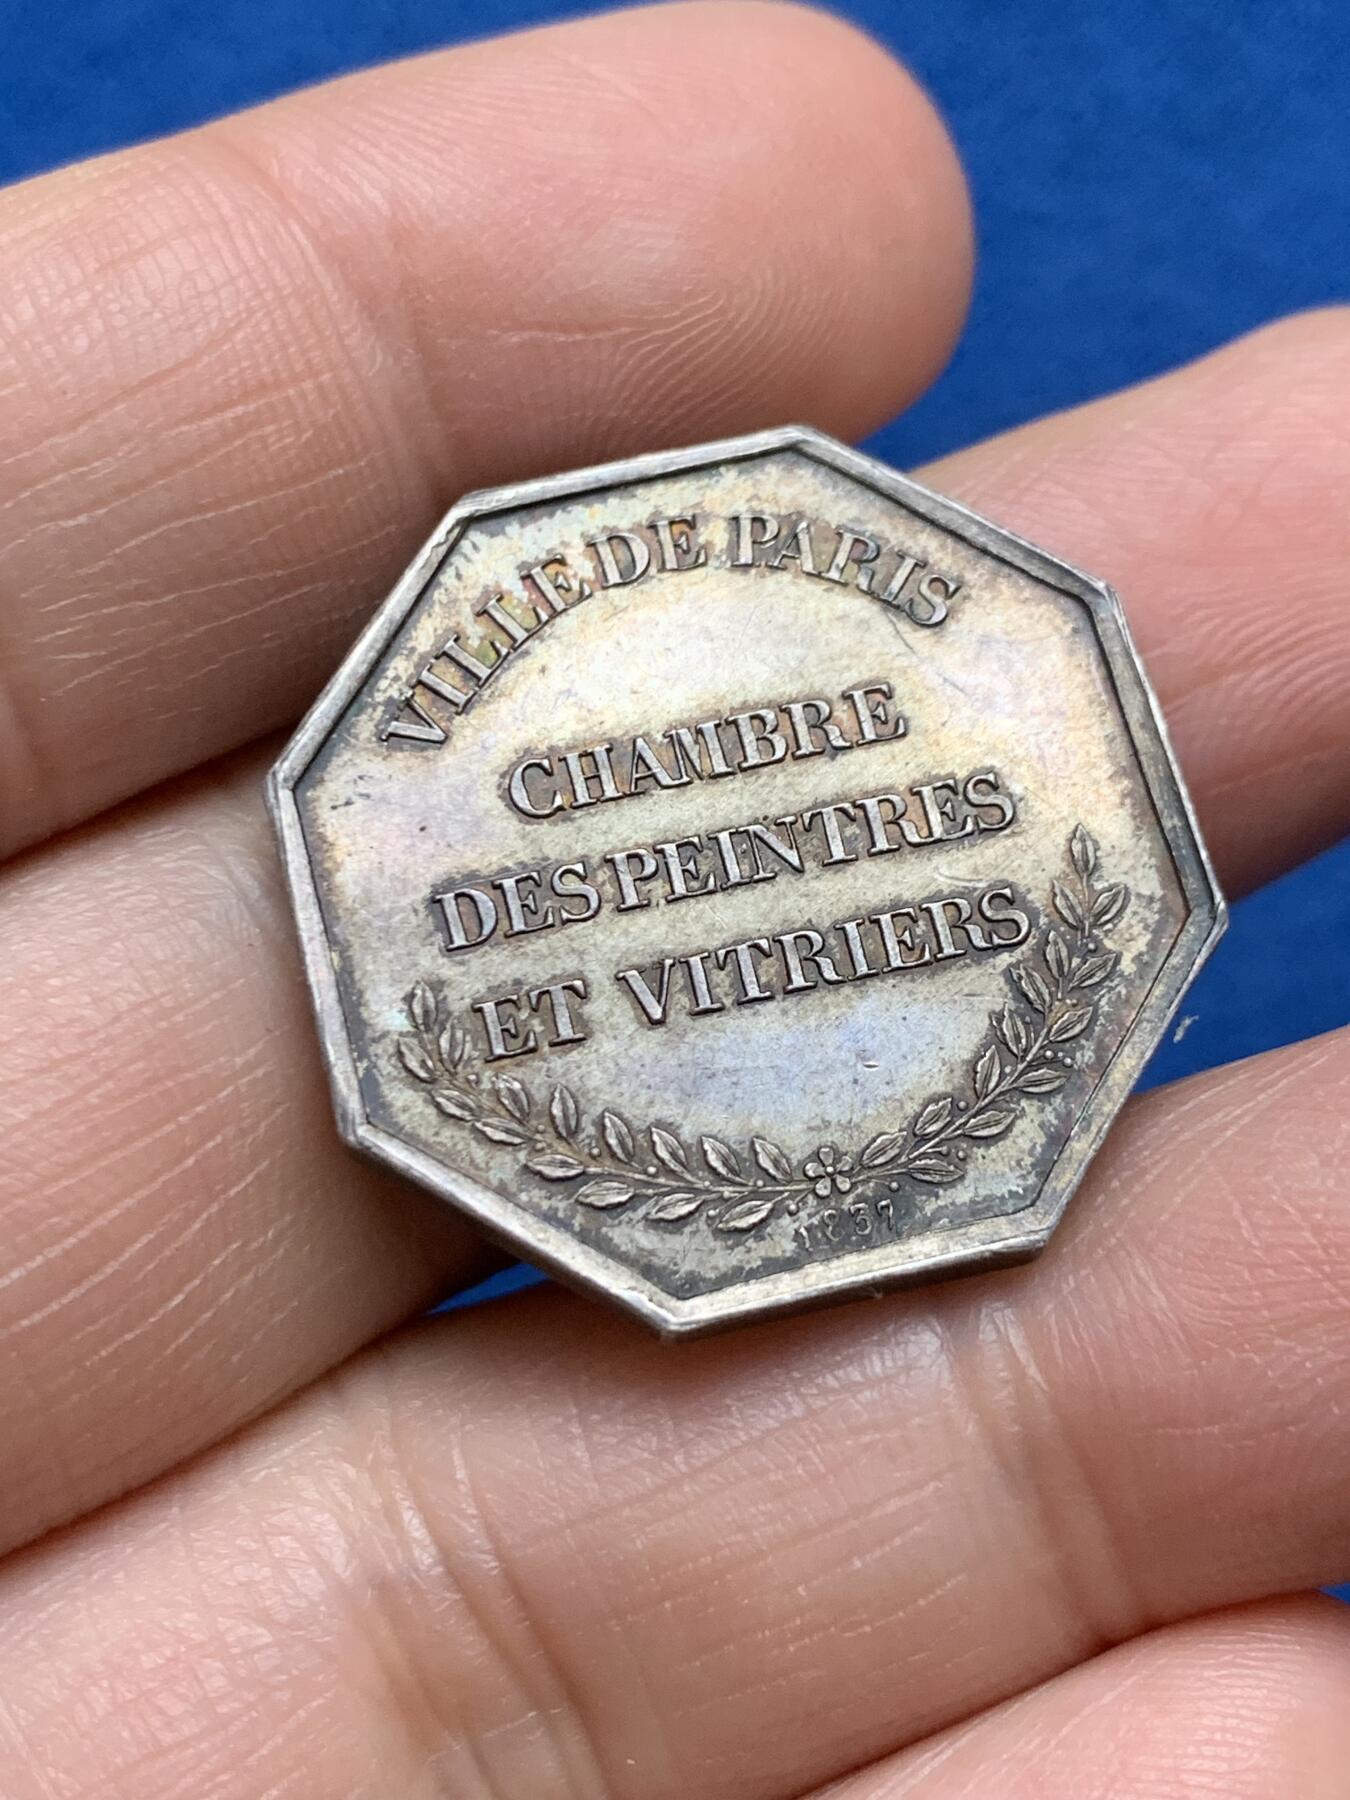 VILLE DE PARIS
CHAMBRE
DES PEINTRES
ET VITRIERS
1837